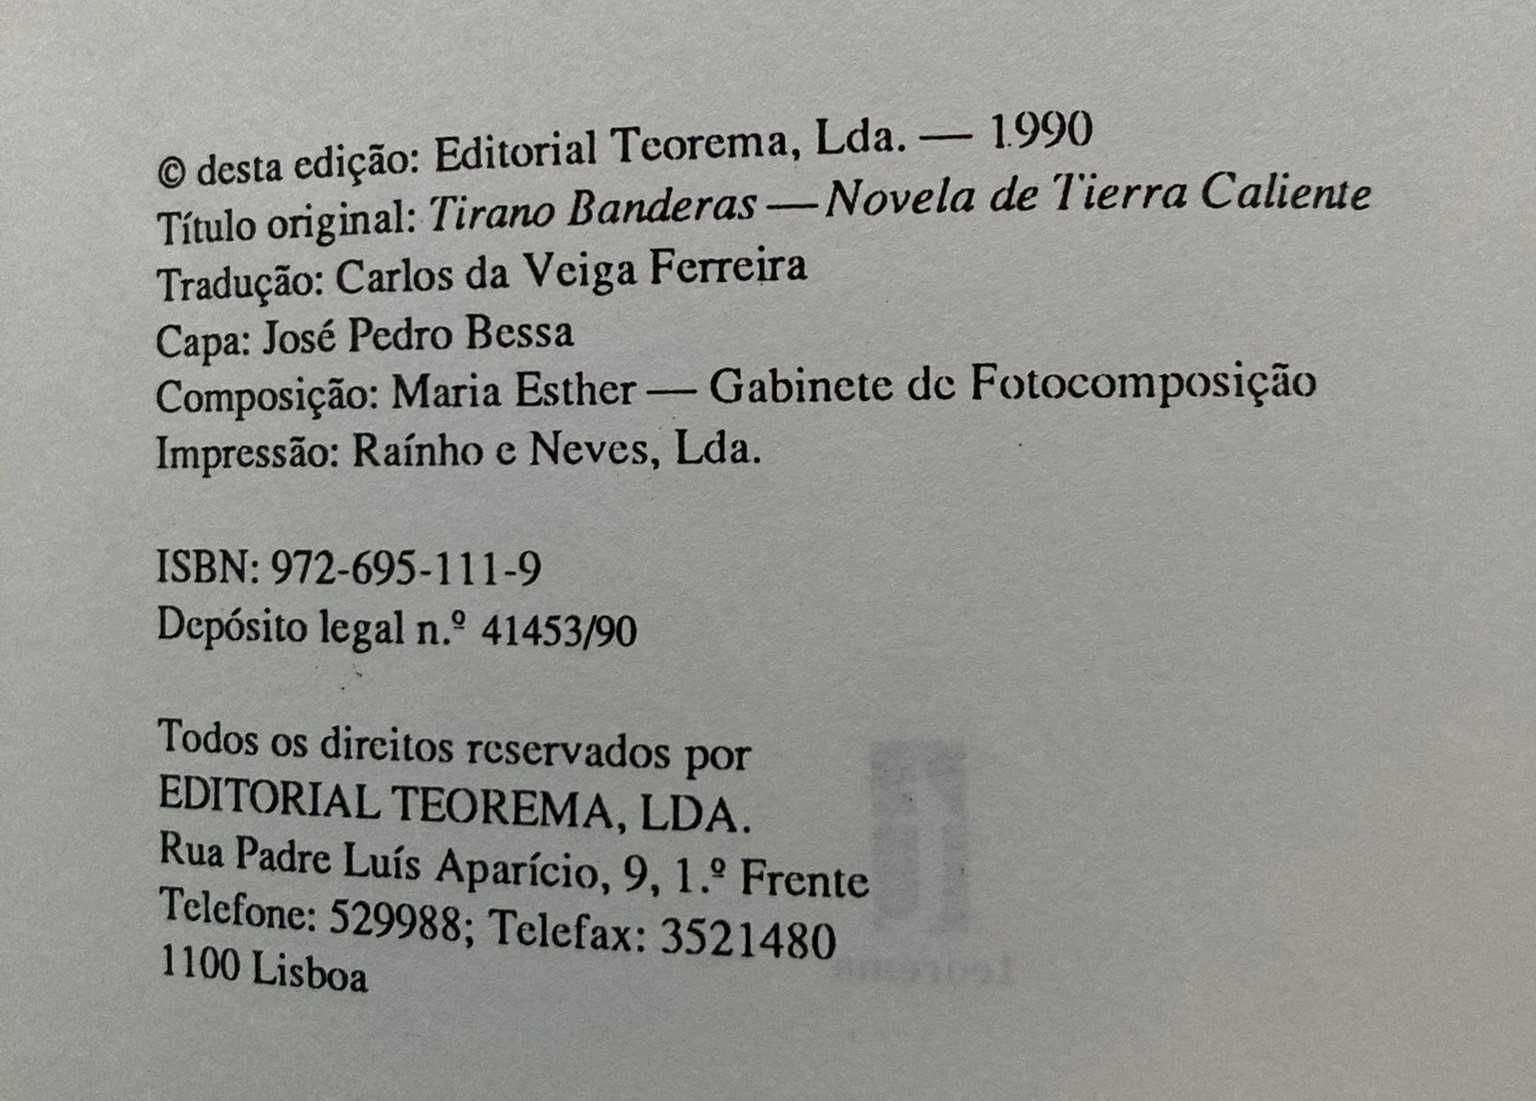 © desta edição: Editorial Teorema, Lda. — 1990
Título original: Tirano Banderas — Novela de Tierra Caliente
Tradução: Carlos da Veiga Ferreira
Capa: José Pedro Bessa
Composição: Maria Esther — Gabinete de Fotocomposição
Impressão: Raínho e Neves, Lda.
ISBN: 972-695-111-9
Depósito legal n.º 41453/90
Todos os direitos reservados por
EDITORIAL TEOREMA, LDA.
Rua Padre Luís Aparício, 9, 1.º Frente
Telefone: 529988; Telefax: 3521480
1100 Lisboa
teorema